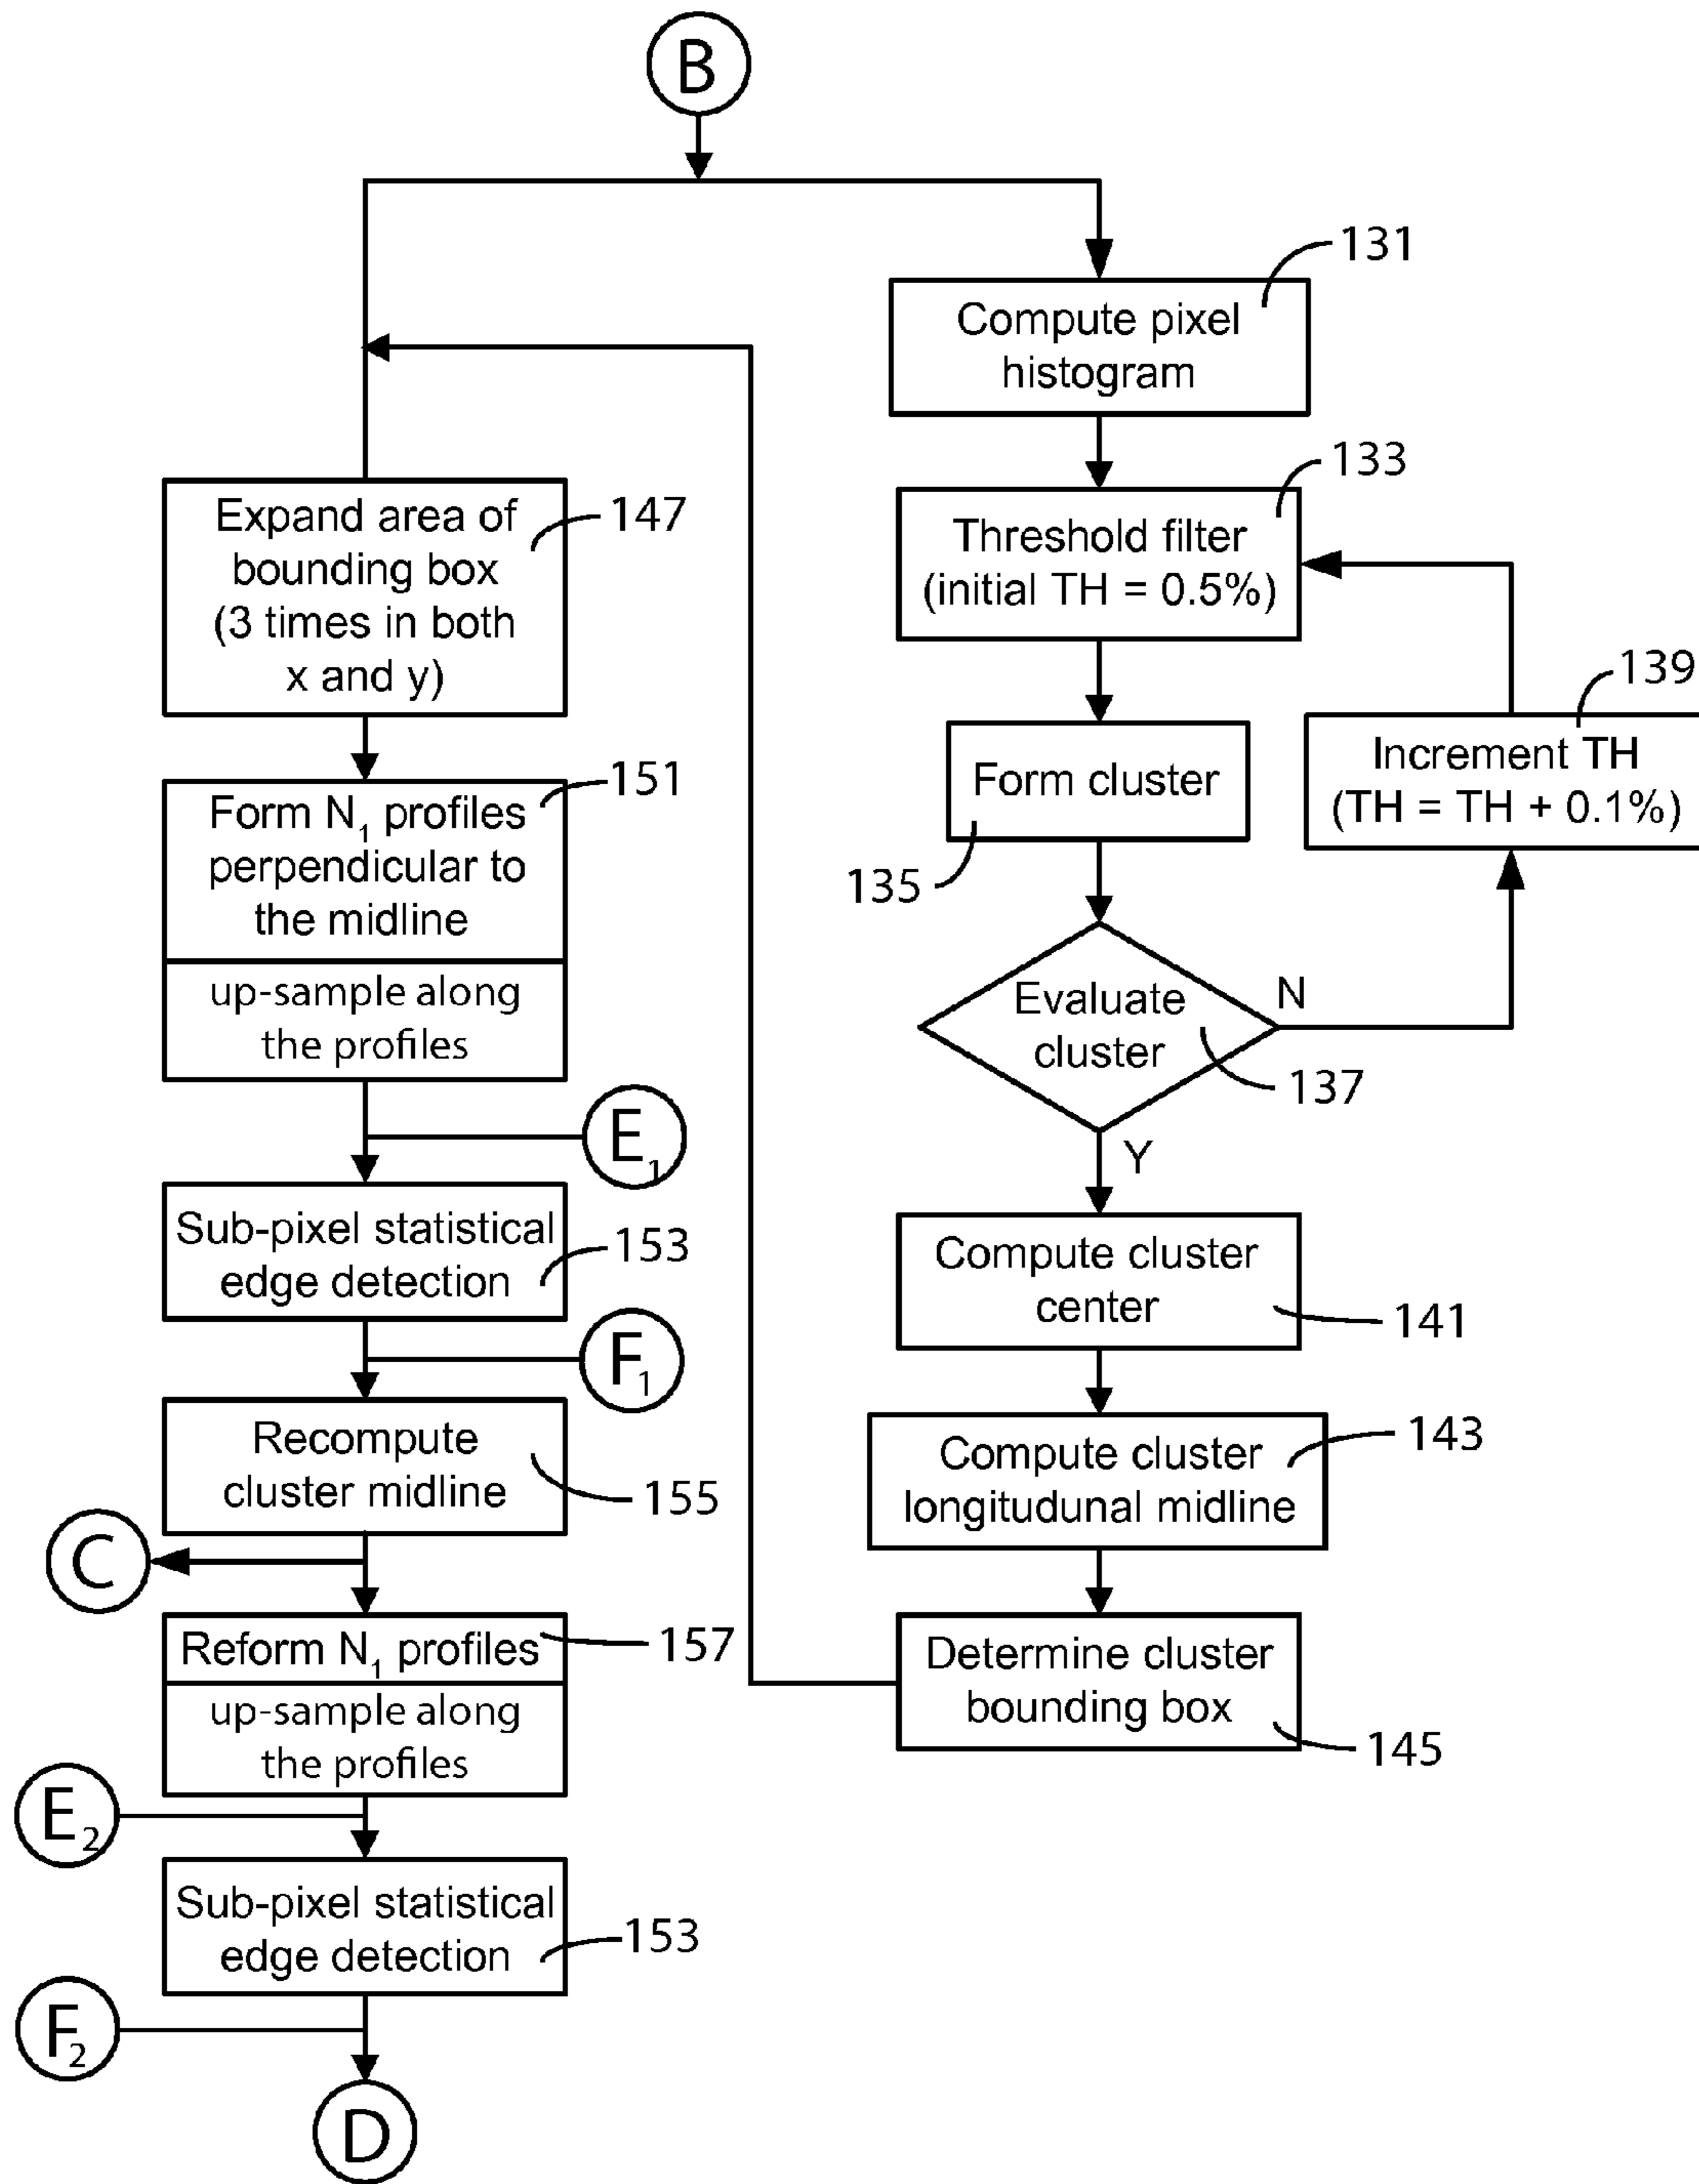 B
131
Compute pixel
histogram
133
Threshold filter
(initial TH = 0.5%)
139
Increment TH
(TH = TH + 0.1%)
Form cluster
135
Evaluate
cluster
N
137
Y
Compute cluster
center
141
Compute cluster
longitudunal midline
143
Determine cluster
bounding box
145
Expand area of
bounding box
(3 times in both
x and y)
147
Form N₁ profiles
perpendicular to
the midline
151
up-sample along
the profiles
E₁
Sub-pixel statistical
edge detection
153
F₁
Recompute
cluster midline
155
C
Reform N₁ profiles
157
up-sample along
the profiles
E₂
Sub-pixel statistical
edge detection
153
F₂
D